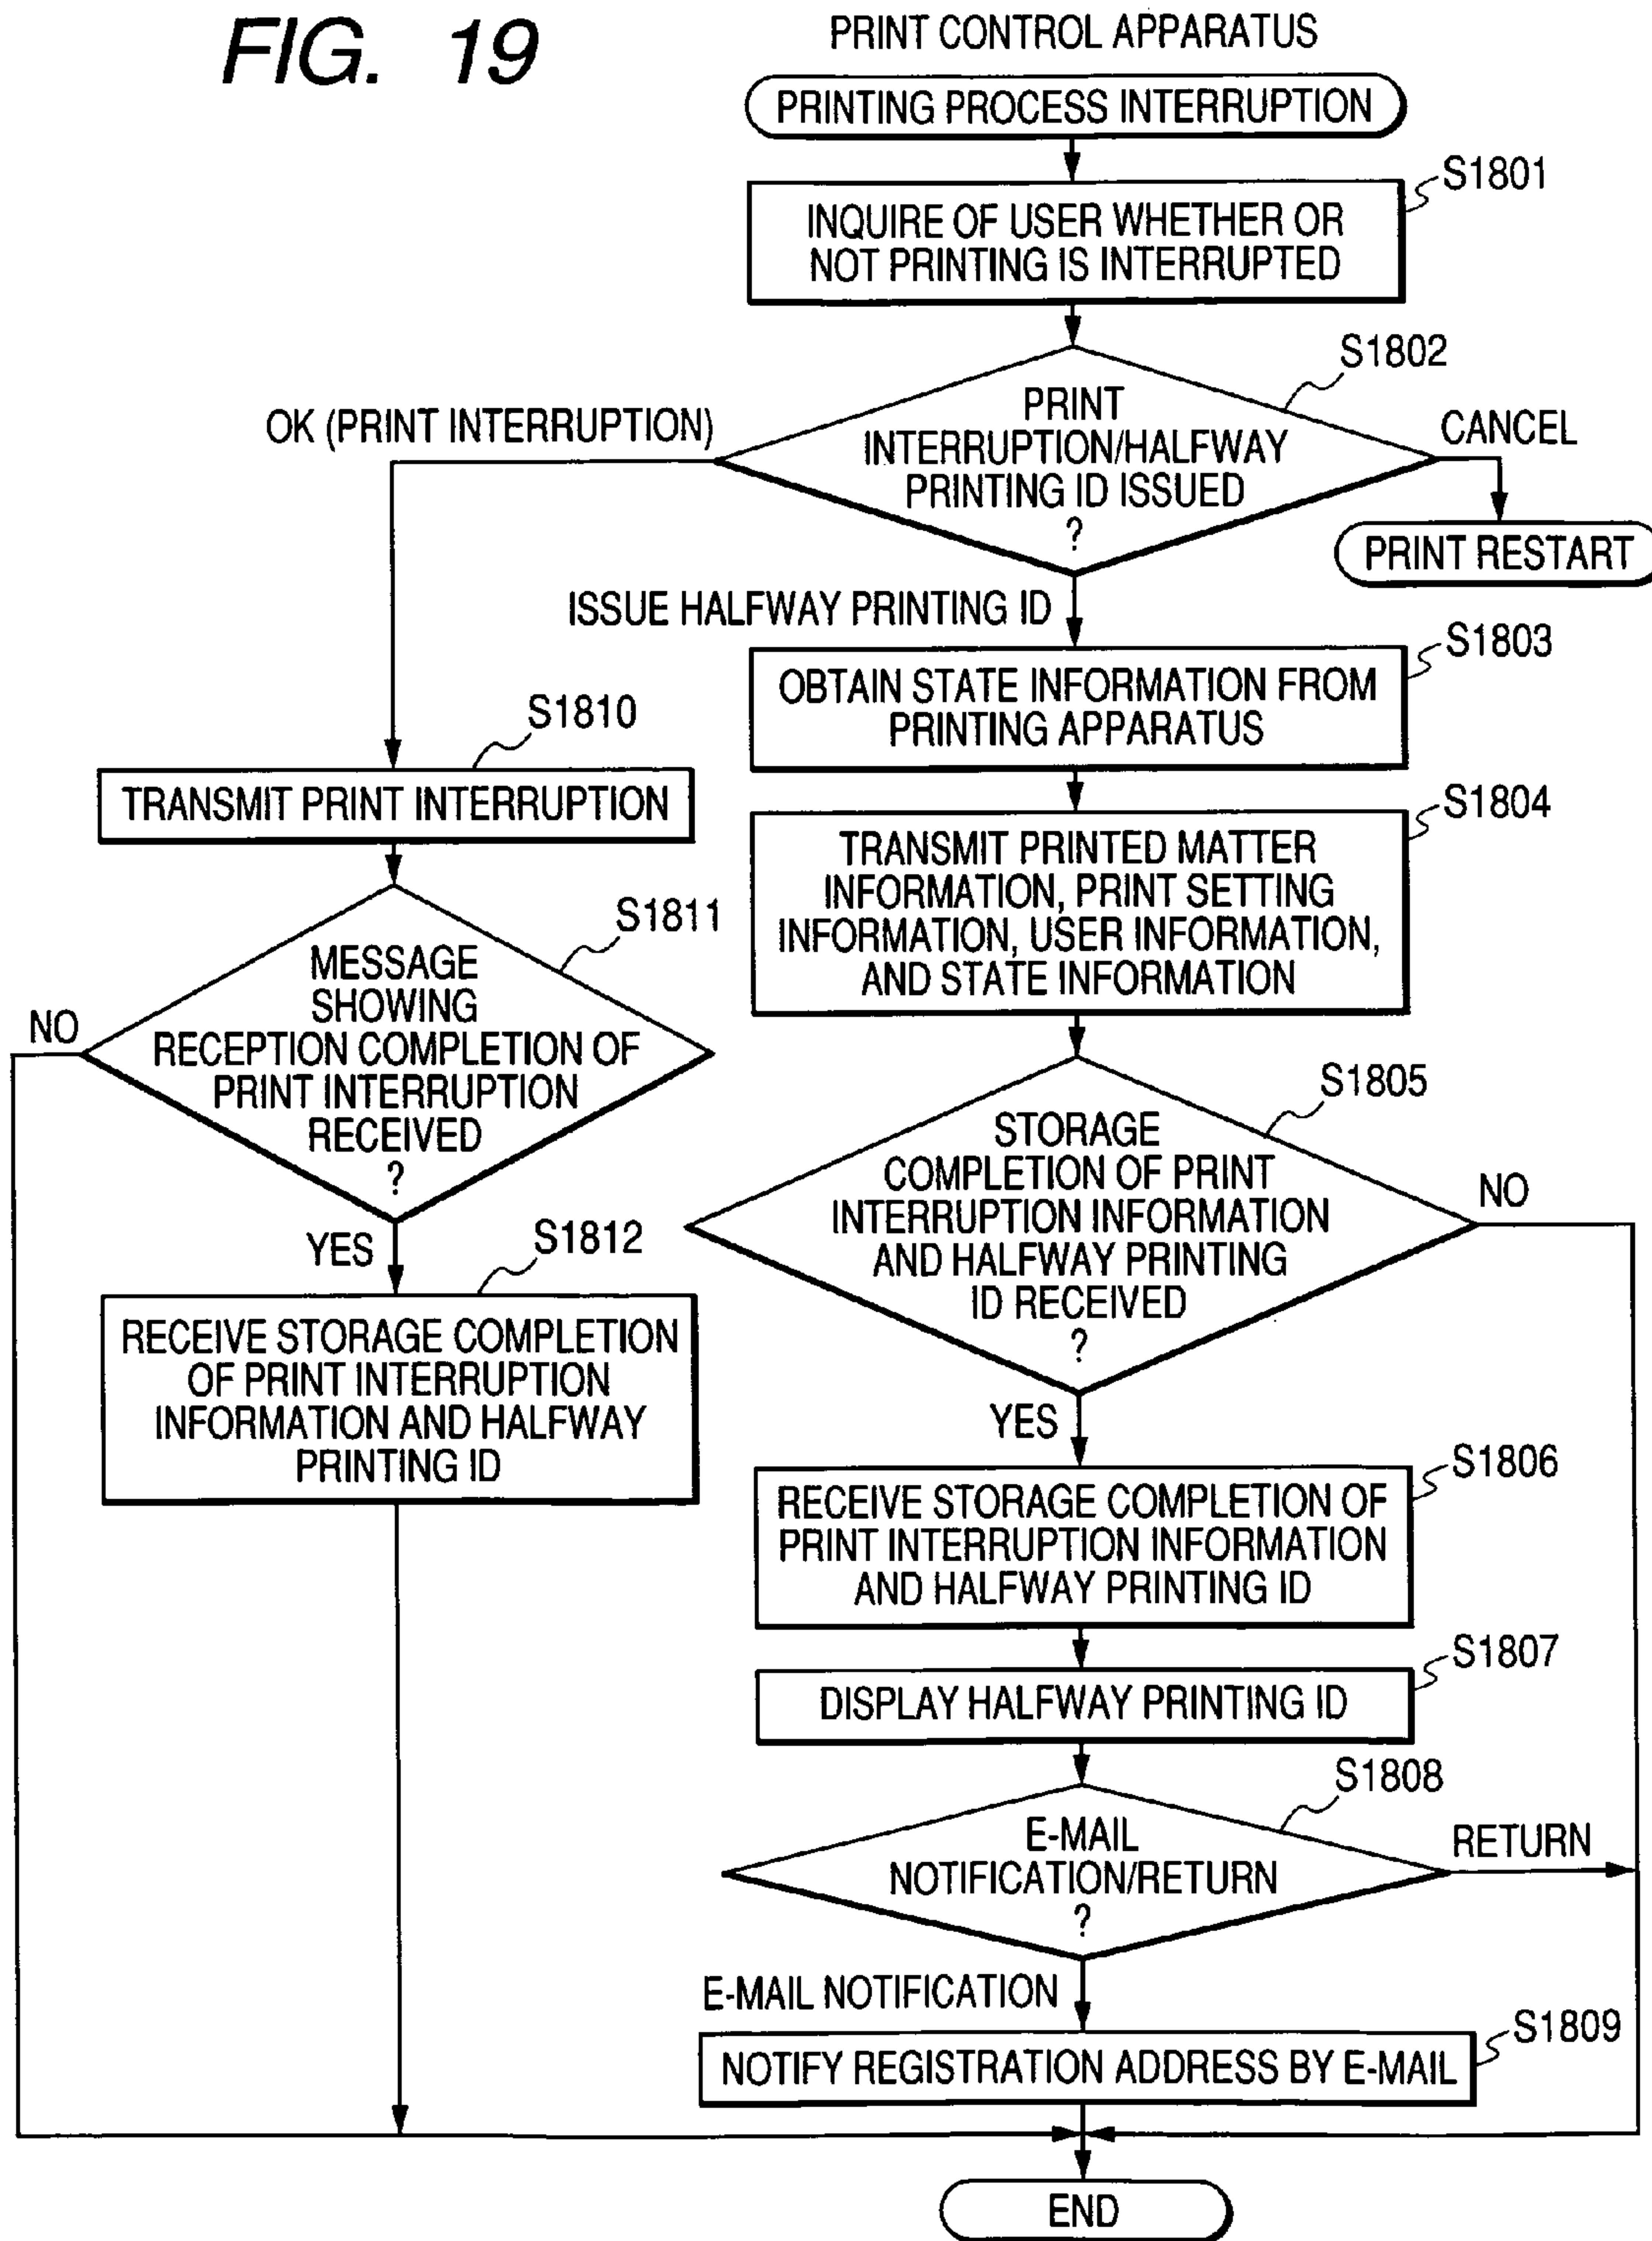 FIG. 19
PRINT CONTROL APPARATUS
PRINTING PROCESS INTERRUPTION
S1801
INQUIRE OF USER WHETHER OR
NOT PRINTING IS INTERRUPTED
S1802
PRINT
INTERRUPTION/HALFWAY
PRINTING ID ISSUED
?
OK (PRINT INTERRUPTION)
CANCEL
PRINT RESTART
ISSUE HALFWAY PRINTING ID
S1803
OBTAIN STATE INFORMATION FROM
PRINTING APPARATUS
S1810
TRANSMIT PRINT INTERRUPTION
S1804
TRANSMIT PRINTED MATTER
INFORMATION, PRINT SETTING
INFORMATION, USER INFORMATION,
AND STATE INFORMATION
S1811
MESSAGE
SHOWING
RECEPTION COMPLETION OF
PRINT INTERRUPTION
RECEIVED
?
NO
YES
S1805
STORAGE
COMPLETION OF PRINT
INTERRUPTION INFORMATION
AND HALFWAY PRINTING
ID RECEIVED
?
NO
YES
S1812
RECEIVE STORAGE COMPLETION
OF PRINT INTERRUPTION
INFORMATION AND HALFWAY
PRINTING ID
S1806
RECEIVE STORAGE COMPLETION OF
PRINT INTERRUPTION INFORMATION
AND HALFWAY PRINTING ID
S1807
DISPLAY HALFWAY PRINTING ID
S1808
E-MAIL
NOTIFICATION/RETURN
?
RETURN
E-MAIL NOTIFICATION
S1809
NOTIFY REGISTRATION ADDRESS BY E-MAIL
END